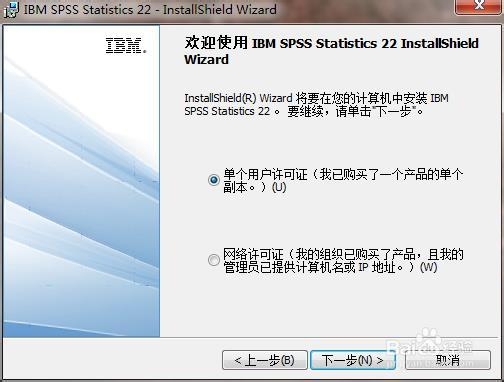 IBM SPSS Statistics 22 - InstallShield Wizard
IBM
欢迎使用 IBM SPSS Statistics 22 InstallShield
Wizard
InstallShield(R) Wizard 将要在您的计算机中安装 IBM
SPSS Statistics 22 。 要继续，请单击"下一步"。
单个用户许可证（我已购买了一个产品的单个
副本。）(U)
网络许可证（我的组织已购买了产品，且我的
管理员已提供计算机名或 IP 地址。）(W)
< 上一步(B)
下一步(N) >
取消
Baidu 经验